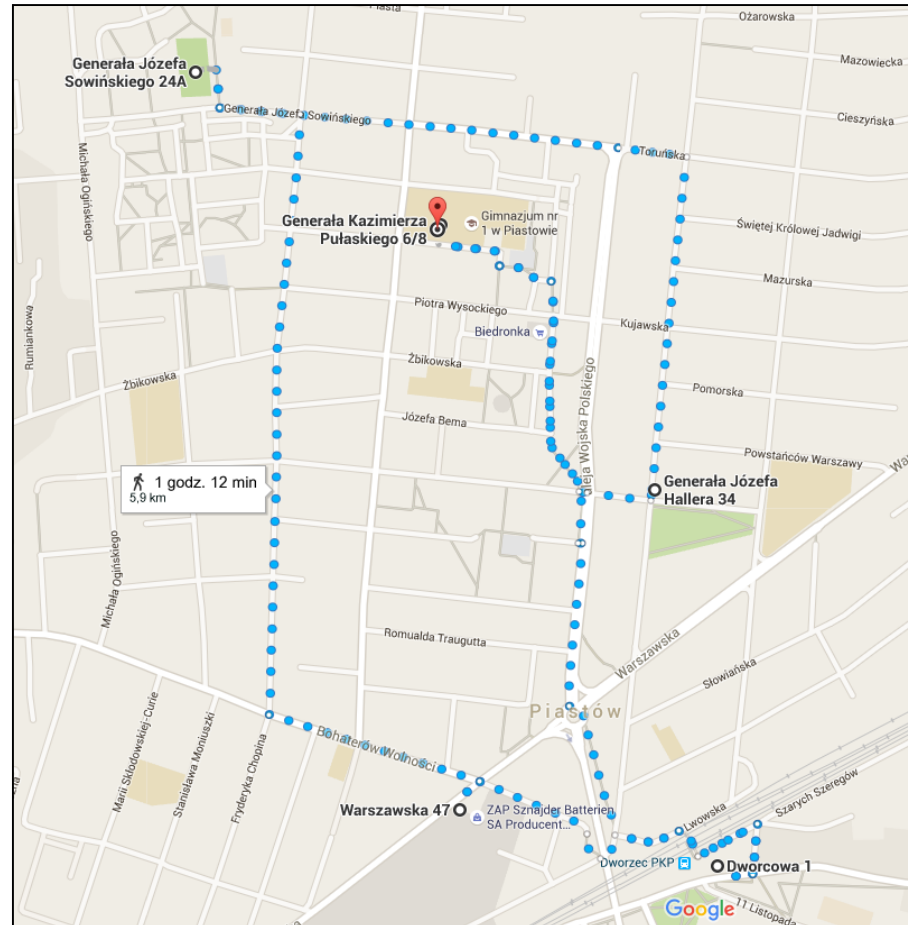 Piasta
Ożarowska
Generała Józefa
Sowińskiego 24A
Mazowiecka
Generała Józefa Sowińskiego
Cieszyńska
Michała Ogińskiego
Toruńska
Generała Kazimierza
Pułaskiego 6/8
Gimnazjum nr
1 w Piastowie
Świętej Królowej Jadwigi
Mazurska
Rumiankowa
Piotra Wysockiego
Kujawska
Biedronka
Żbikowska
Żbikowska
Aleja Wojska Polskiego
Pomorska
Józefa Bema
Powstańców Warszawy
1 godz. 12 min
5,9 km
Generała Józefa
Hallera 34
Michała Ogińskiego
Romualda Traugutta
Warszawska
Słowiańska
Piastów
Marii Skłodowskiej-Curie
Stanisława Moniuszki
Fryderyka Chopina
Bohaterów Wolności
Warszawska 47
ZAP Sznajder Batterien
SA Producent...
Lwowska
Szarych Szeregów
Dworzec PKP
Dworcowa 1
Google
11 Listopada